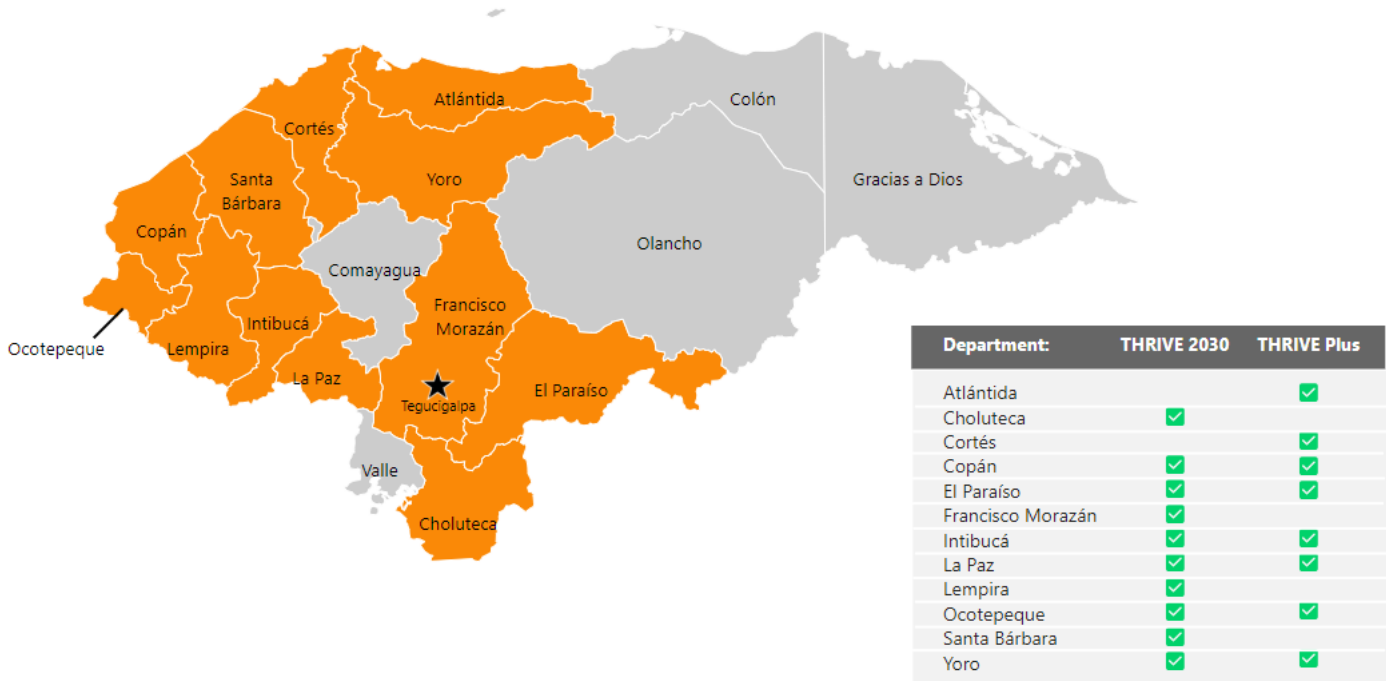 Atlántida
Colón
Cortés
Santa
Bárbara
Yoro
Gracias a Dios
Copán
Olancho
Comayagua
Francisco
Morazán
Intibucá
Ocotepeque
Lempira
La Paz
El Paraíso
Tegucigalpa
Valle
Choluteca
Department: THRIVE 2030 THRIVE Plus
Atlántida ✓
Choluteca ✓
Cortés ✓
Copán ✓ ✓
El Paraíso ✓ ✓
Francisco Morazán ✓
Intibucá ✓ ✓
La Paz ✓ ✓
Lempira ✓
Ocotepeque ✓ ✓
Santa Bárbara ✓
Yoro ✓ ✓